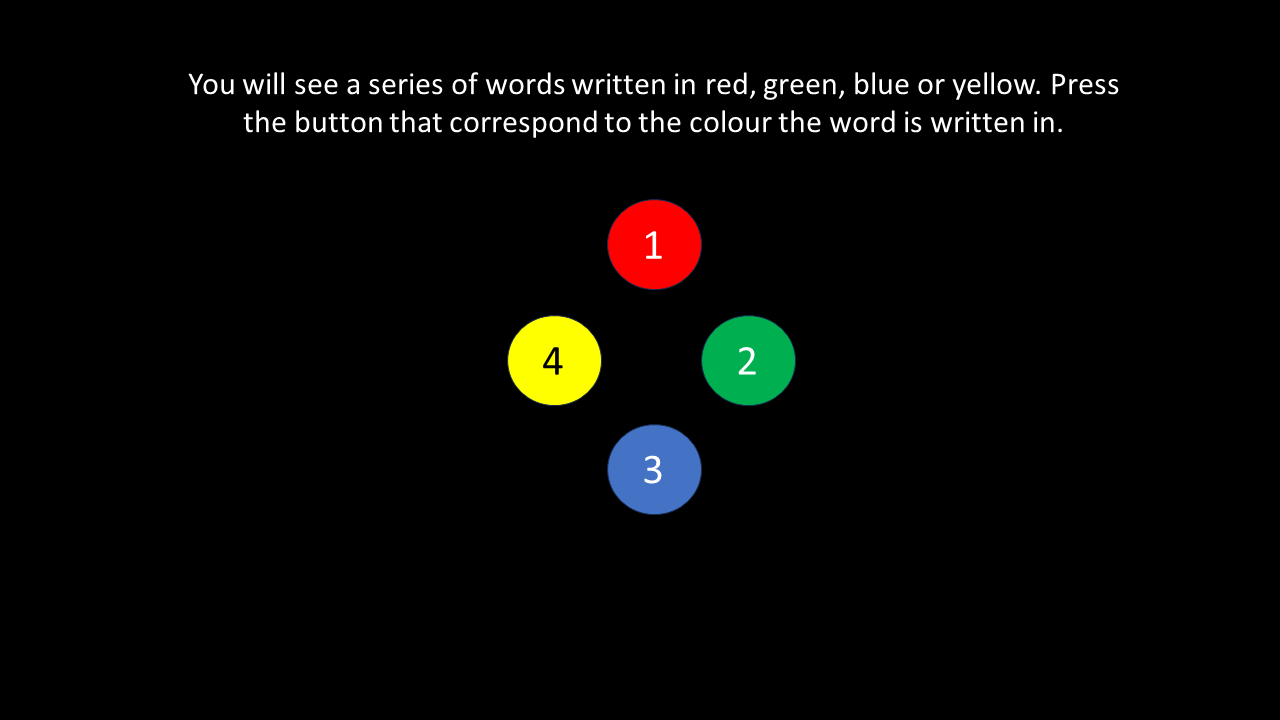 You will see a series of words written in red, green, blue or yellow. Press
the button that correspond to the colour the word is written in.
1
4 2
3